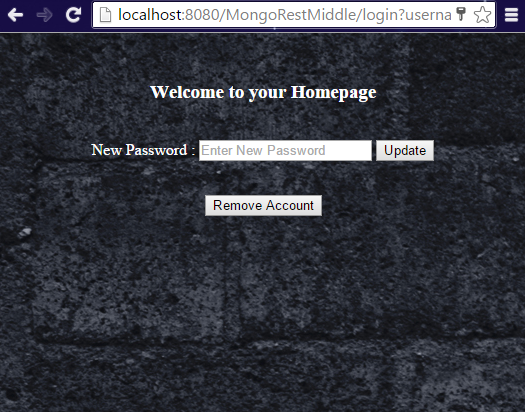 localhost:8080/MongoRestMiddle/login?userna
Welcome to your Homepage
New Password : Enter New Password Update
Remove Account